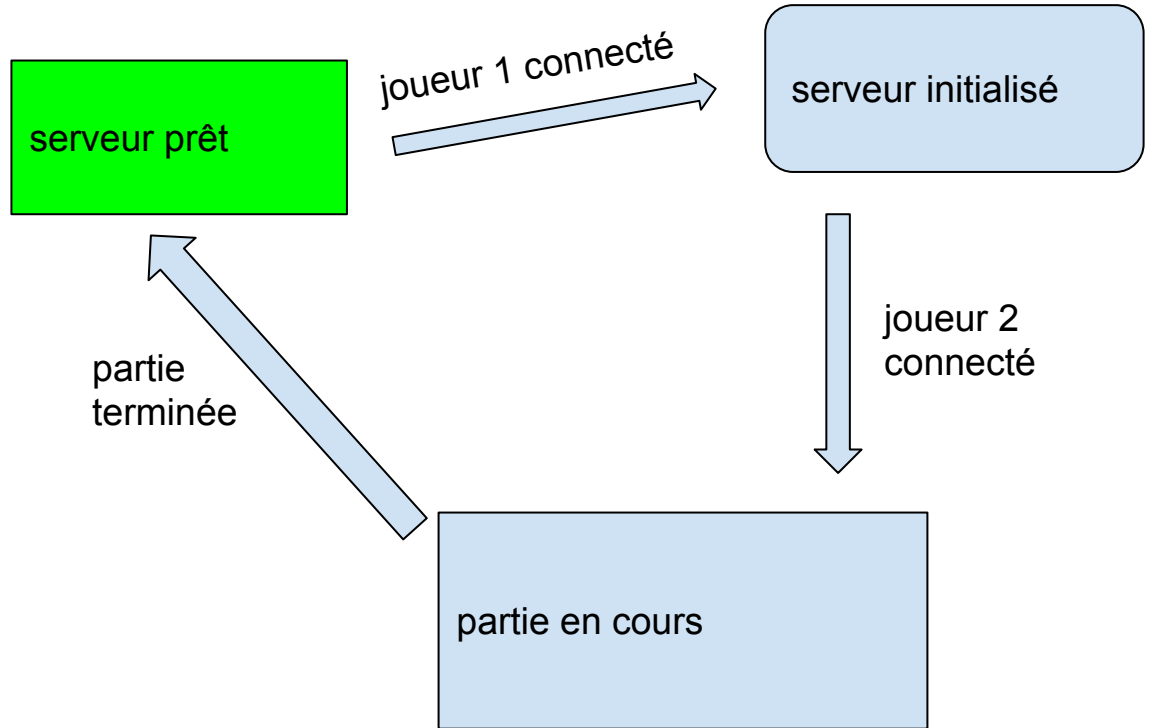 joueur 1 connecté
serveur initialisé
serveur prêt
joueur 2
connecté
partie
terminée
partie en cours